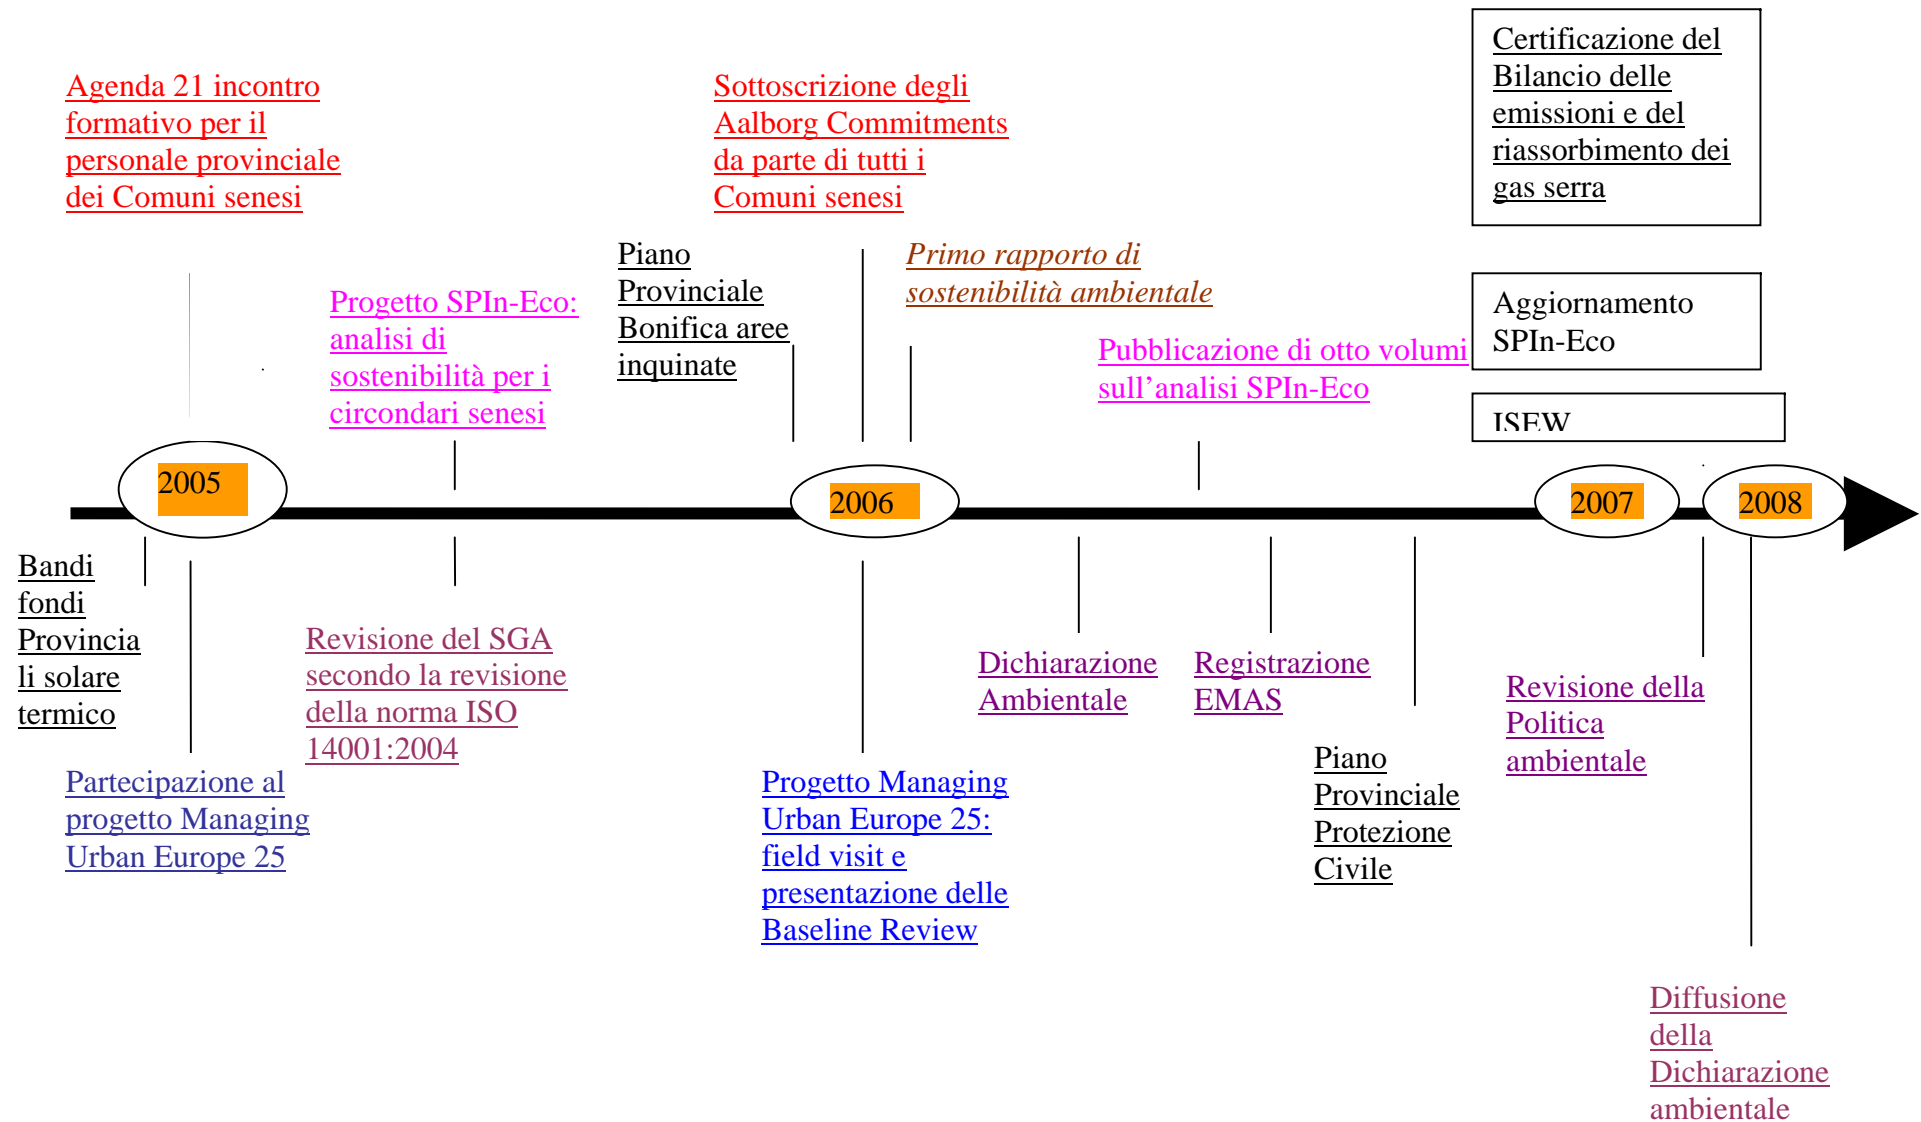 Agenda 21 incontro
formativo per il
personale provinciale
dei Comuni senesi
Sottoscrizione degli
Aalborg Commitments
da parte di tutti i
Comuni senesi
Certificazione del
Bilancio delle
emissioni e del
riassorbimento dei
gas serra
Progetto SPIn-Eco:
analisi di
sostenibilità per i
circondari senesi
Piano
Provinciale
Bonifica aree
inquinate
Primo rapporto di
sostenibilità ambientale
Pubblicazione di otto volumi
sull’analisi SPIn-Eco
Aggiornamento
SPIn-Eco
ISEW
2005
2006
2007
2008
Bandi
fondi
Provincia
li solare
termico
Partecipazione al
progetto Managing
Urban Europe 25
Revisione del SGA
secondo la revisione
della norma ISO
14001:2004
Progetto Managing
Urban Europe 25:
field visit e
presentazione delle
Baseline Review
Dichiarazione
Ambientale
Registrazione
EMAS
Piano
Provinciale
Protezione
Civile
Revisione della
Politica
ambientale
Diffusione
della
Dichiarazione
ambientale